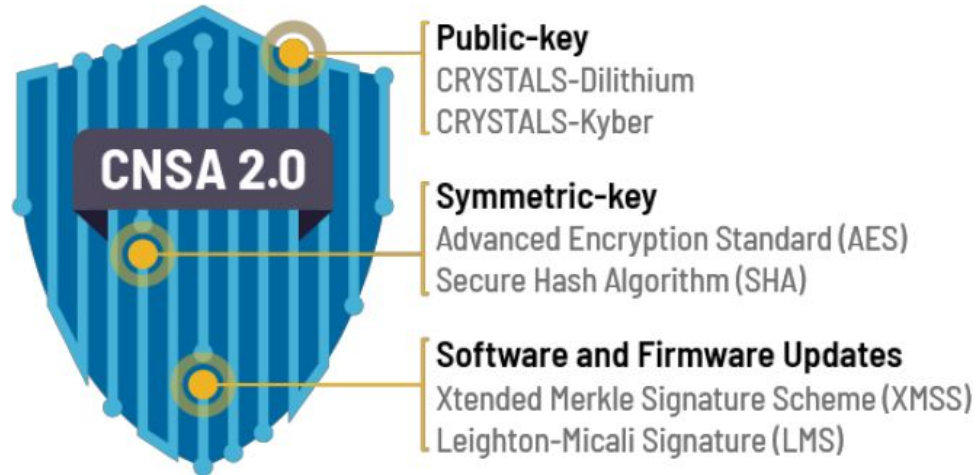 CNSA 2.0
Public-key
CRYSTALS-Dilithium
CRYSTALS-Kyber
Symmetric-key
Advanced Encryption Standard (AES)
Secure Hash Algorithm (SHA)
Software and Firmware Updates
Xtended Merkle Signature Scheme (XMSS)
Leighton-Micali Signature (LMS)